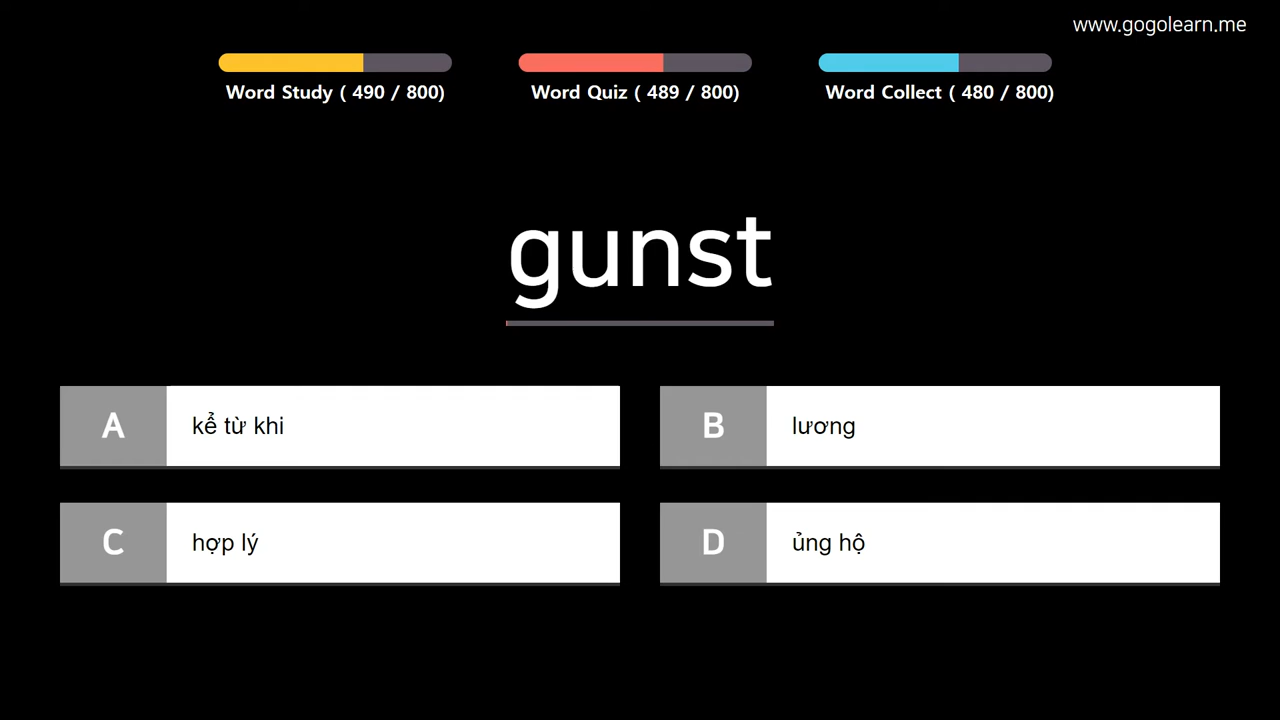 www.gogolearn.me
Word Study ( 490 / 800)
Word Quiz ( 489 / 800)
Word Collect ( 480 / 800)
gunst
A kể từ khi
B lương
C hợp lý
D ủng hộ